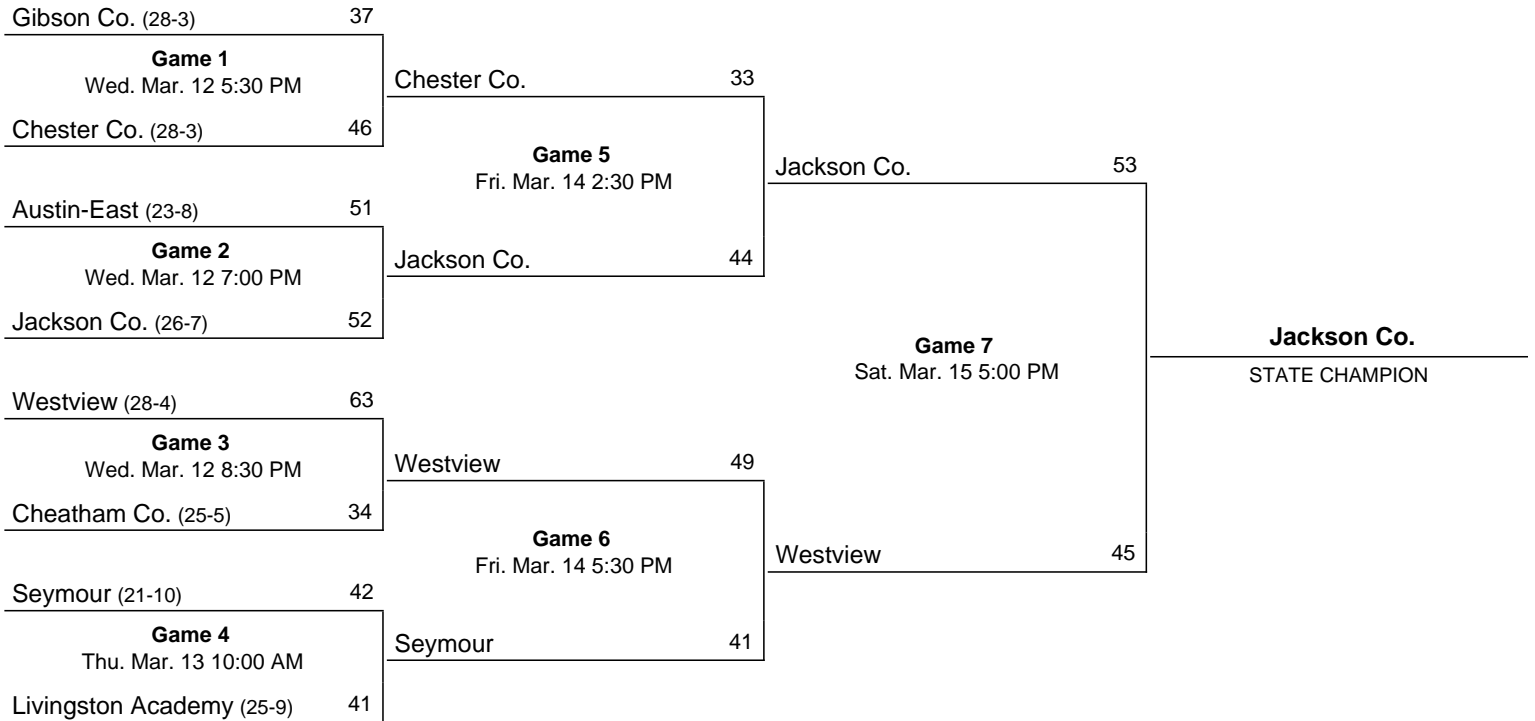 Gibson Co. (28-3) 37
Game 1
Wed. Mar. 12 5:30 PM
Chester Co. (28-3) 46
Austin-East (23-8) 51
Game 2
Wed. Mar. 12 7:00 PM
Jackson Co. (26-7) 52
Westview (28-4) 63
Game 3
Wed. Mar. 12 8:30 PM
Cheatham Co. (25-5) 34
Seymour (21-10) 42
Game 4
Thu. Mar. 13 10:00 AM
Livingston Academy (25-9) 41
Chester Co. 33
Game 5
Fri. Mar. 14 2:30 PM
Jackson Co. 44
Westview 49
Game 6
Fri. Mar. 14 5:30 PM
Seymour 41
Jackson Co. 53
Game 7
Sat. Mar. 15 5:00 PM
Westview 45
Jackson Co.
STATE CHAMPION